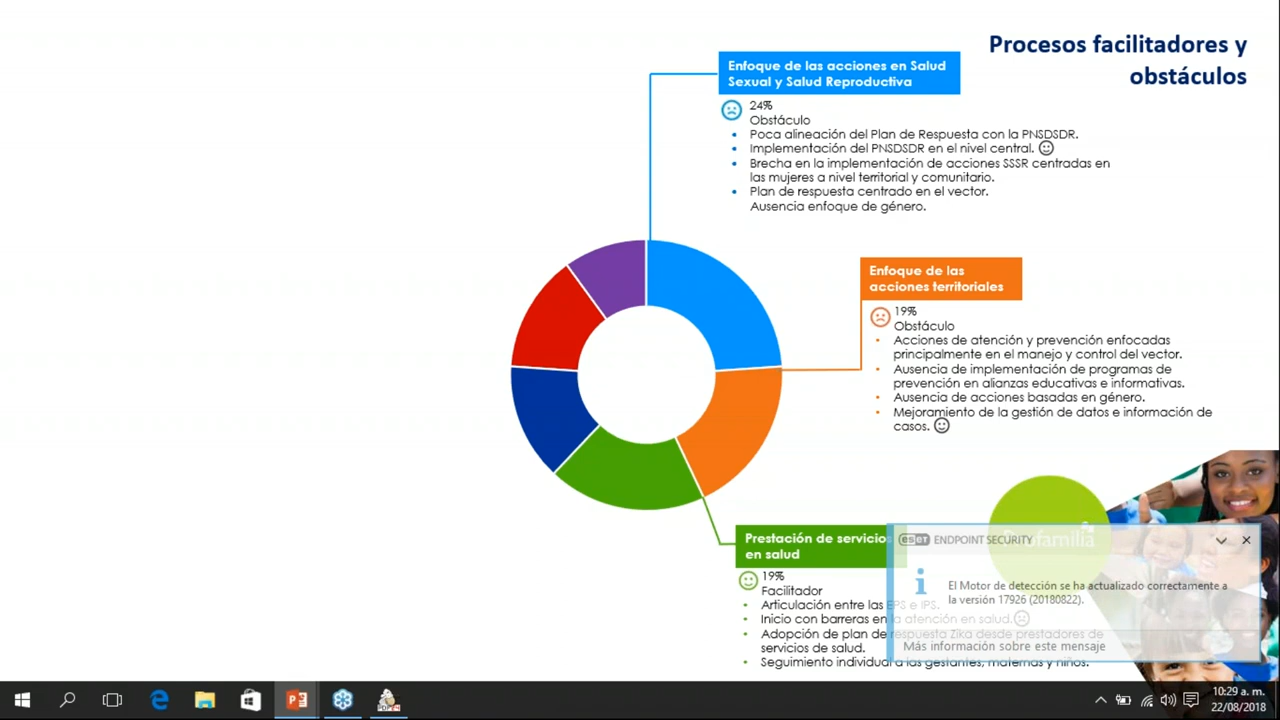 Procesos facilitadores y
obstáculos
Enfoque de las acciones en Salud
Sexual y Salud Reproductiva
24%
Obstáculo
• Poca alineación del Plan de Respuesta con la PNSDSDR.
• Implementación del PNSDSDR en el nivel central.
• Brecha en la implementación de acciones SSSR centradas en
las mujeres a nivel territorial y comunitario.
• Plan de respuesta centrado en el vector.
Ausencia enfoque de género.
Enfoque de las
acciones territoriales
19%
Obstáculo
• Acciones de atención y prevención enfocadas
principalmente en el manejo y control del vector.
• Ausencia de implementación de programas de
prevención en alianzas educativas e informativas.
• Ausencia de acciones basadas en género.
• Mejoramiento de la gestión de datos e información de
casos.
Prestación de servicios
en salud
19%
Facilitador
• Articulación entre las EPS e IPS.
• Inicio con barreras en la atención en salud.
• Adopción de plan de respuesta Zika desde prestadores de
servicios de salud.
• Seguimiento individual a las gestantes, maternas y niños.
Profamilia
eset ENDPOINT SECURITY
El Motor de detección se ha actualizado correctamente a
la versión 17926 (20180822).
Más información sobre este mensaje
10:29 a. m.
22/08/2018